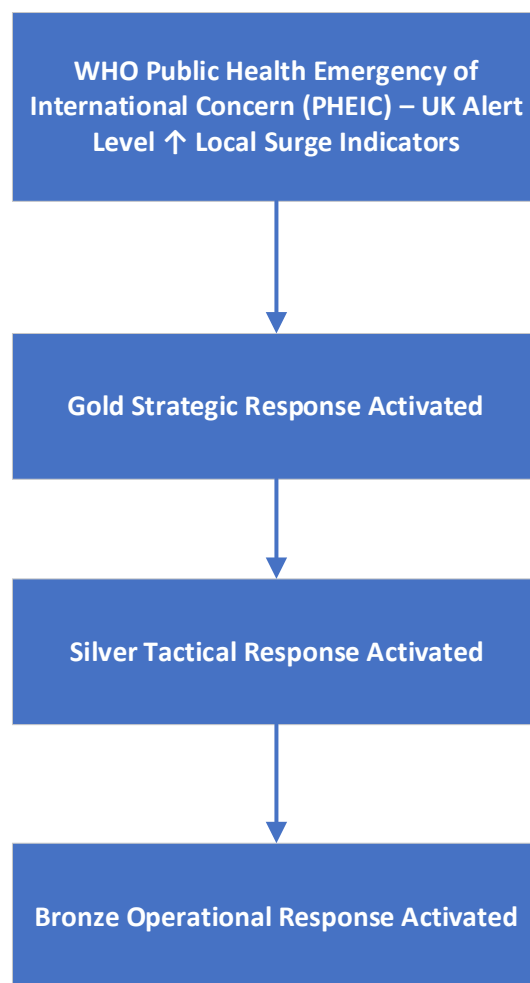 WHO Public Health Emergency of
International Concern (PHEIC) – UK Alert
Level ↑ Local Surge Indicators
Gold Strategic Response Activated
Silver Tactical Response Activated
Bronze Operational Response Activated